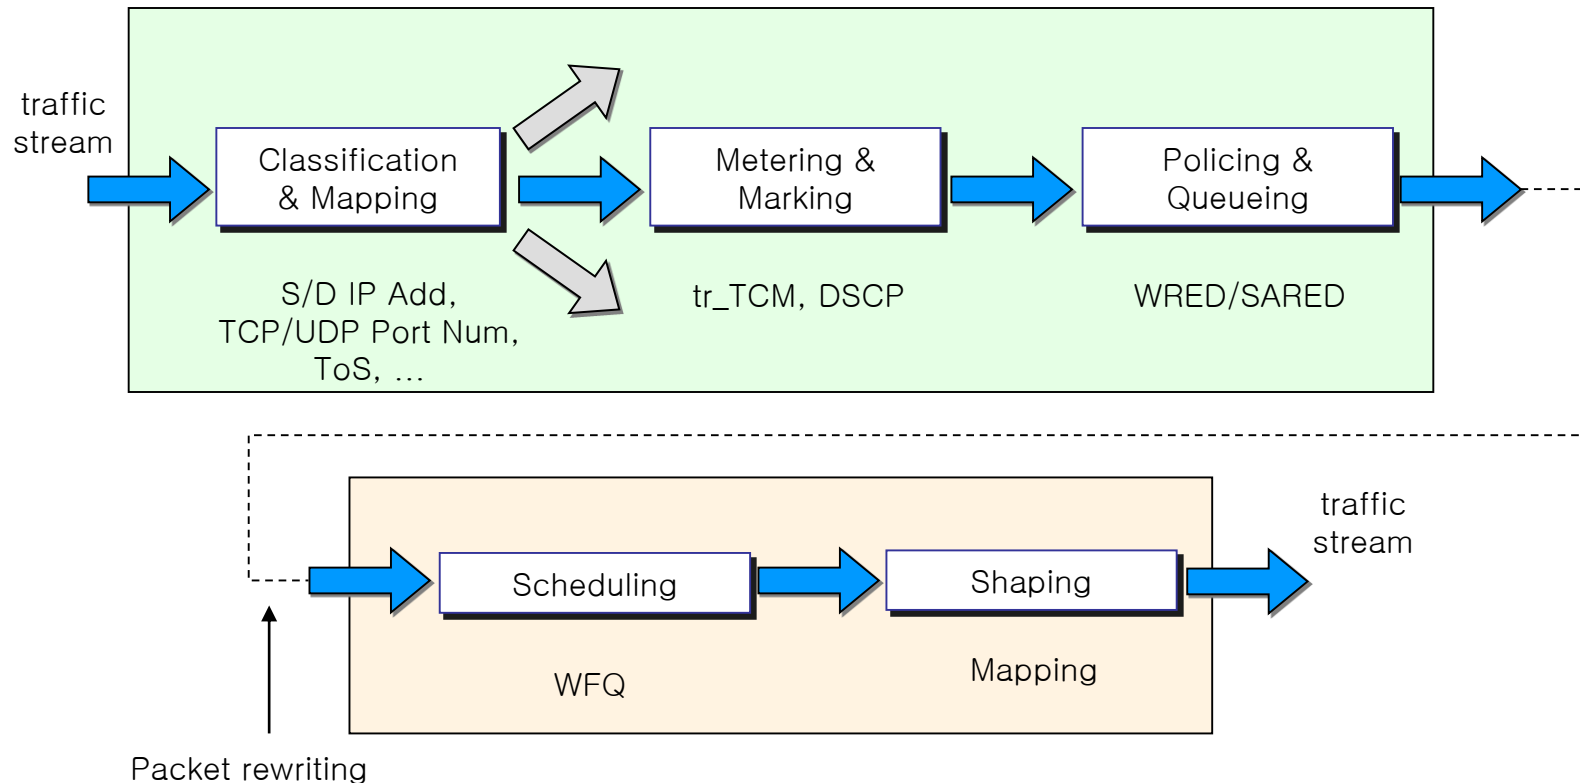 traffic
stream
Classification
& Mapping
Metering &
Marking
Policing &
Queueing
S/D IP Add,
TCP/UDP Port Num,
ToS, ...
tr_TCM, DSCP
WRED/SARED
Scheduling
Shaping
traffic
stream
WFQ
Mapping
Packet rewriting